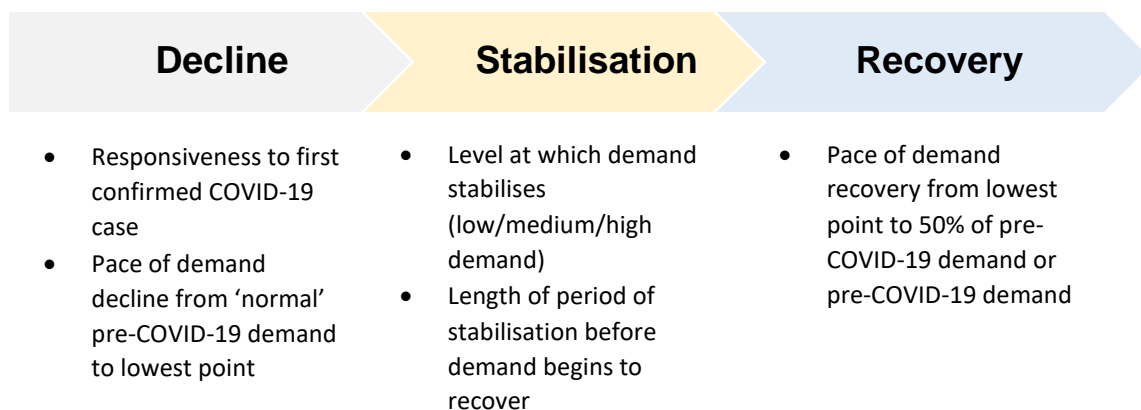 Decline
Stabilisation
Recovery
• Responsiveness to first
confirmed COVID-19
case
• Pace of demand
decline from ‘normal’
pre-COVID-19 demand
to lowest point
• Level at which demand
stabilises
(low/medium/high
demand)
• Length of period of
stabilisation before
demand begins to
recover
• Pace of demand
recovery from lowest
point to 50% of pre-
COVID-19 demand or
pre-COVID-19 demand